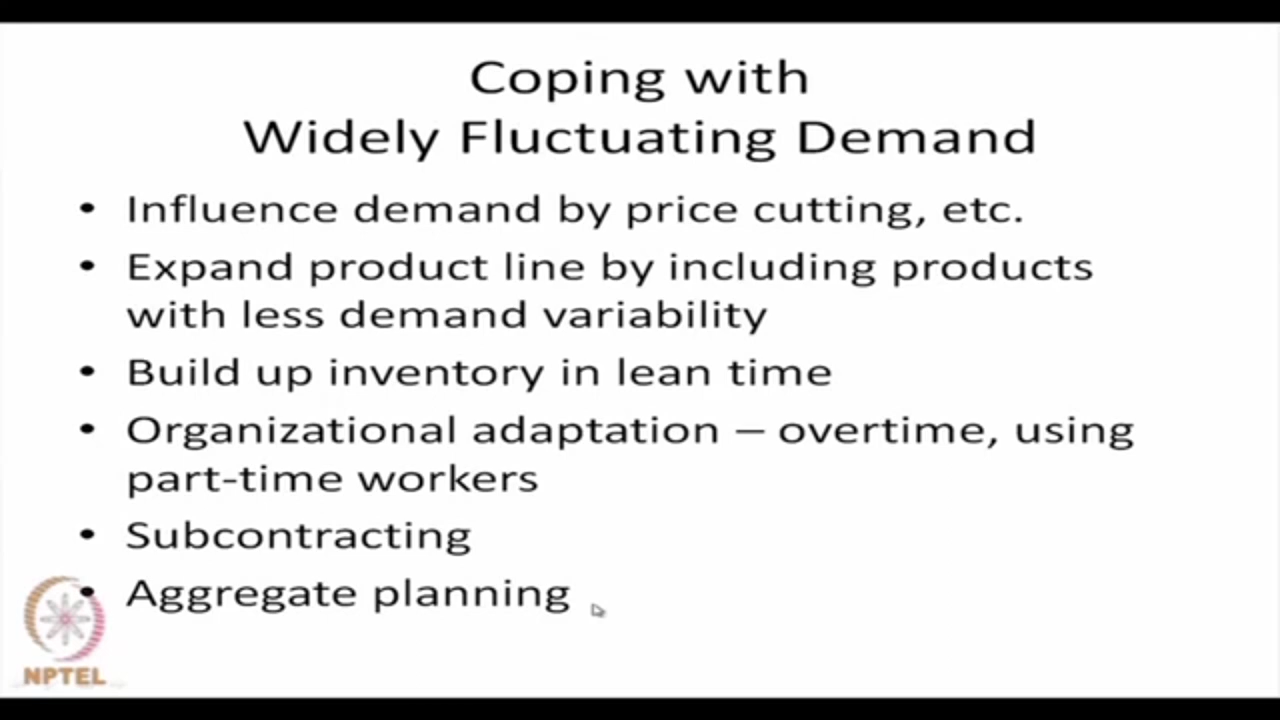 Coping with
Widely Fluctuating Demand
• Influence demand by price cutting, etc.
• Expand product line by including products
with less demand variability
• Build up inventory in lean time
• Organizational adaptation – overtime, using
part-time workers
• Subcontracting
• Aggregate planning
NPTEL